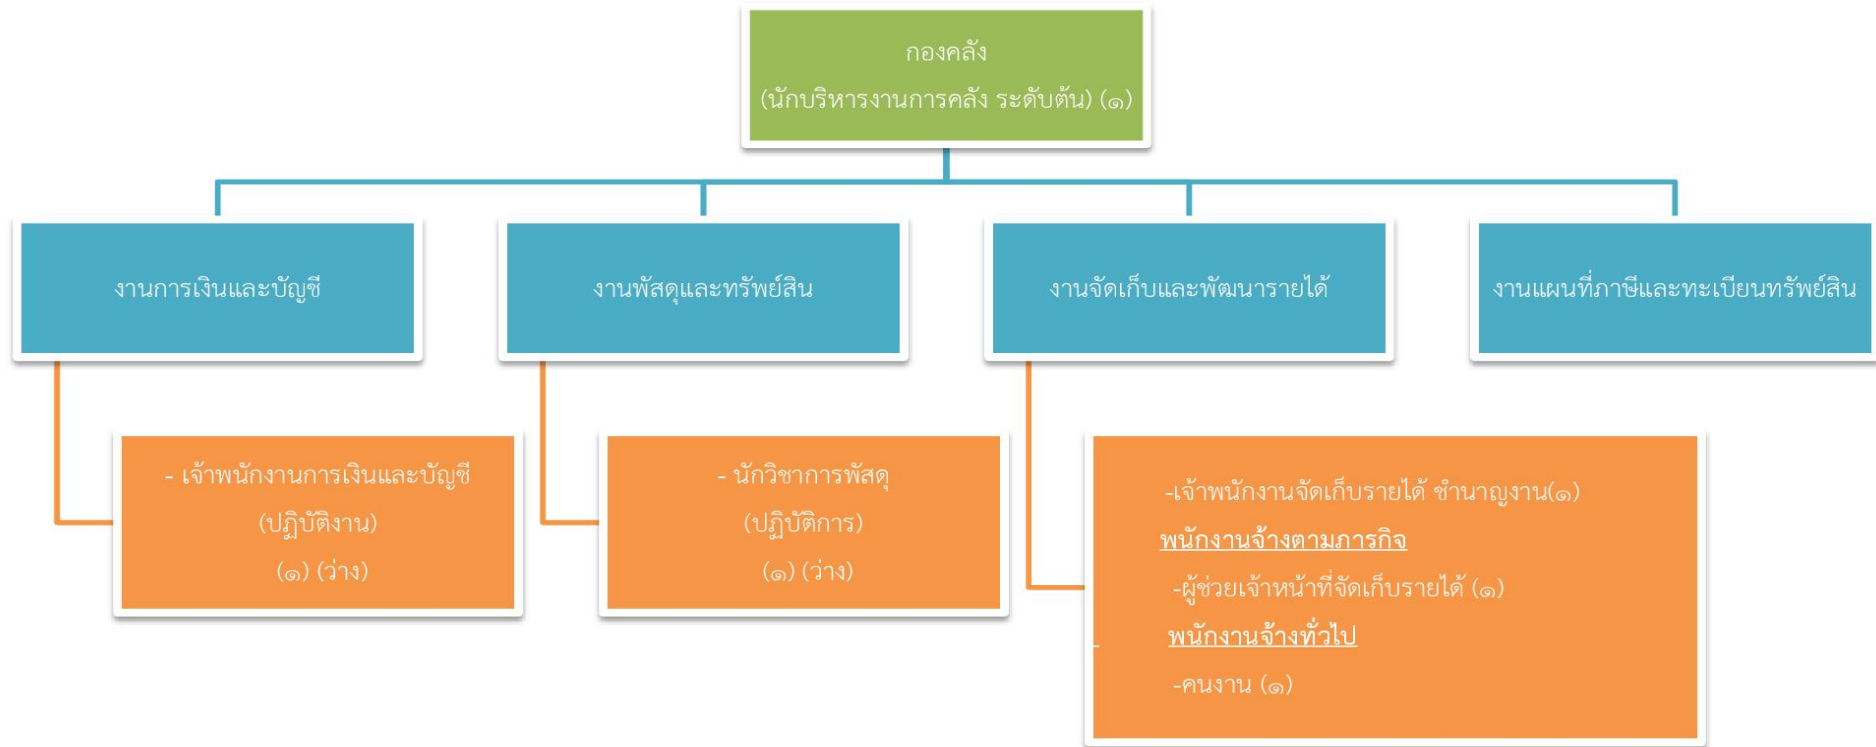 กองคลัง
(นักบริหารงานการคลัง ระดับต้น) (๑)
งานการเงินและบัญชี
งานพัสดุและทรัพย์สิน
งานจัดเก็บและพัฒนารายได้
งานแผนที่ภาษีและทะเบียนทรัพย์สิน
- เจ้าพนักงานการเงินและบัญชี
(ปฏิบัติงาน)
(๑) (ว่าง)
- นักวิชาการพัสดุ
(ปฏิบัติการ)
(๑) (ว่าง)
-เจ้าพนักงานจัดเก็บรายได้ ชำนาญงาน(๑)
พนักงานจ้างตามภารกิจ
-ผู้ช่วยเจ้าหน้าที่จัดเก็บรายได้ (๑)
พนักงานจ้างทั่วไป
-คนงาน (๑)